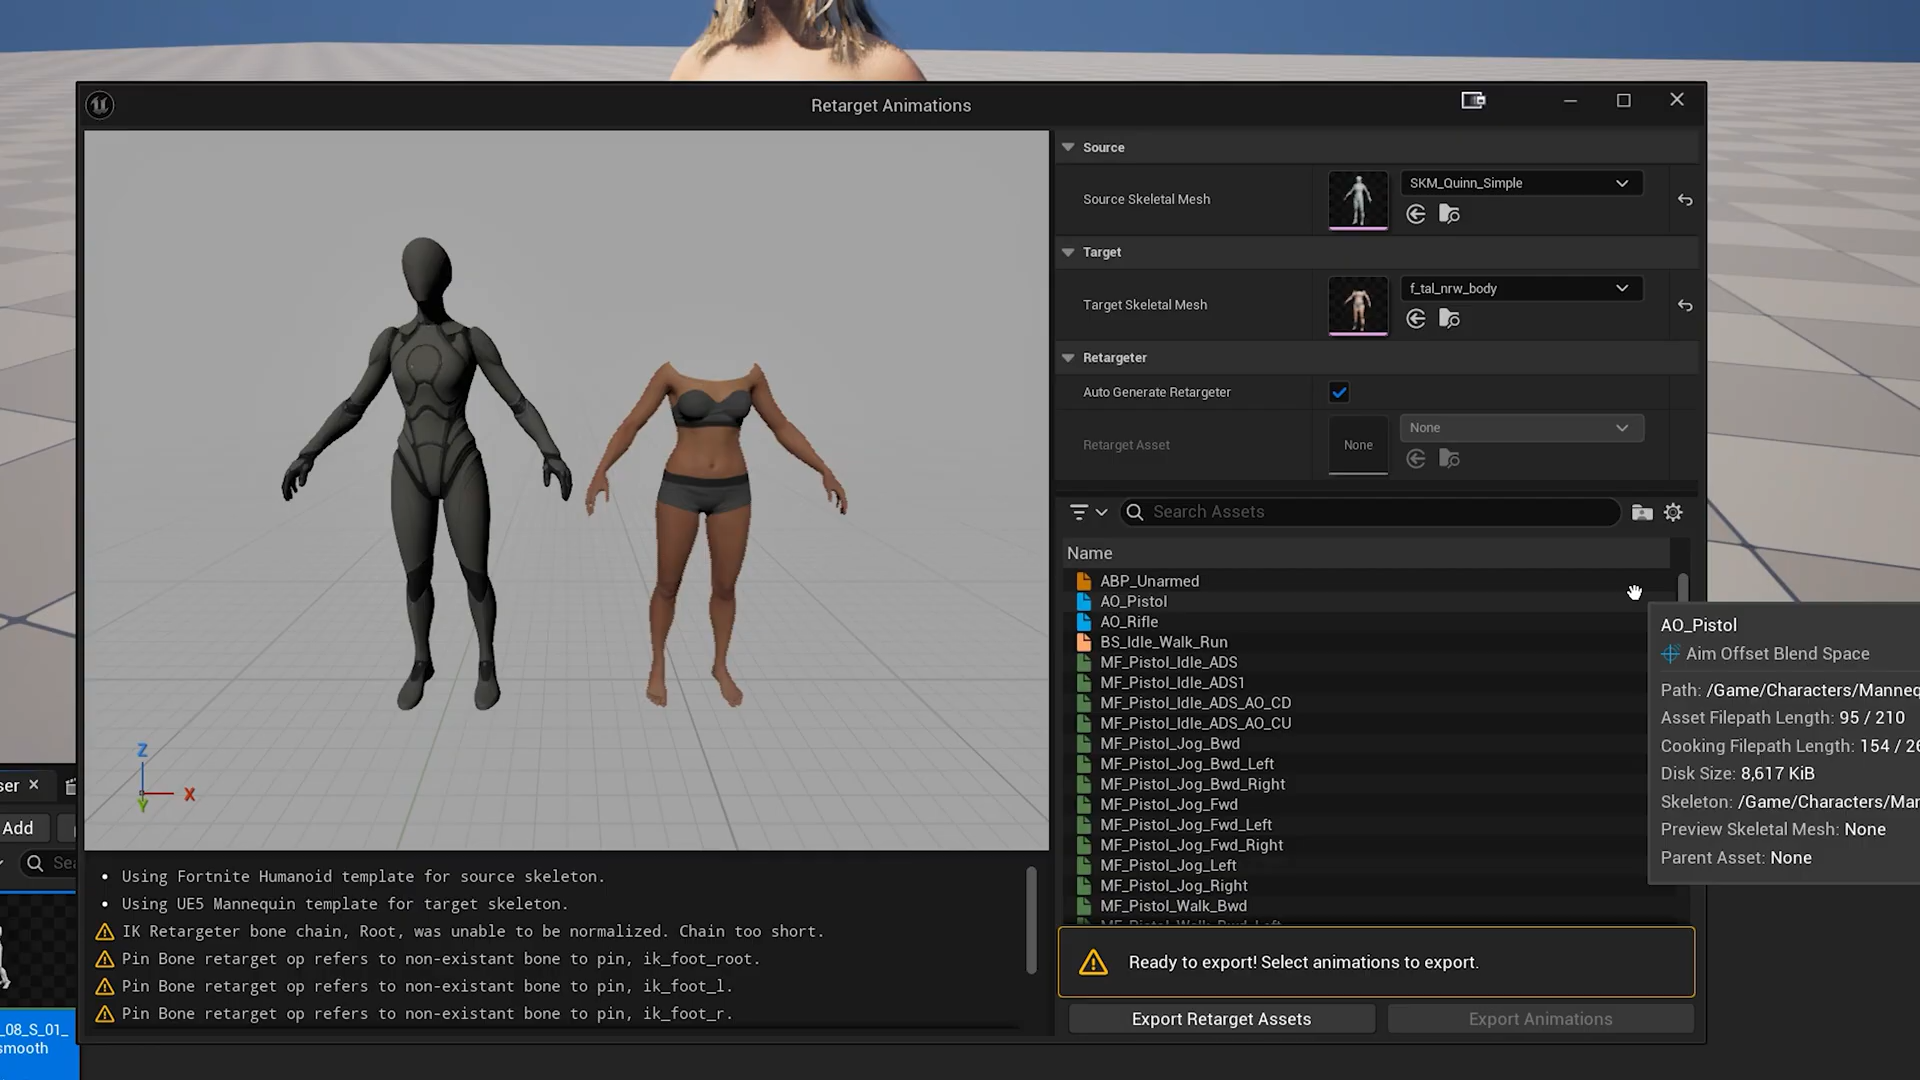 Retarget Animations
Source
Source Skeletal Mesh
SKM_Quinn_Simple
Target
Target Skeletal Mesh
f_tal_nrw_body
Retargeter
Auto Generate Retargeter
Retarget Asset
None
None
Search Assets
Name
ABP_Unarmed
AO_Pistol
AO_Rifle
BS_Idle_Walk_Run
MF_Pistol_Idle_ADS
MF_Pistol_Idle_ADS1
MF_Pistol_Idle_ADS_AO_CD
MF_Pistol_Idle_ADS_AO_CU
MF_Pistol_Jog_Bwd
MF_Pistol_Jog_Bwd_Left
MF_Pistol_Jog_Bwd_Right
MF_Pistol_Jog_Fwd
MF_Pistol_Jog_Fwd_Left
MF_Pistol_Jog_Fwd_Right
MF_Pistol_Jog_Left
MF_Pistol_Jog_Right
MF_Pistol_Walk_Bwd
MF_Pistol_Walk_Bwd_Left
AO_Pistol
Aim Offset Blend Space
Path: /Game/Characters/Manneq
Asset Filepath Length: 95 / 210
Cooking Filepath Length: 154 / 26
Disk Size: 8,617 KiB
Skeleton: /Game/Characters/Mar
Preview Skeletal Mesh: None
Parent Asset: None
Ready to export! Select animations to export.
Export Retarget Assets
Export Animations
Z
X
Y
• Using Fortnite Humanoid template for source skeleton.
• Using UE5 Mannequin template for target skeleton.
IK Retargeter bone chain, Root, was unable to be normalized. Chain too short.
Pin Bone retarget op refers to non-existant bone to pin, ik_foot_root.
Pin Bone retarget op refers to non-existant bone to pin, ik_foot_l.
Pin Bone retarget op refers to non-existant bone to pin, ik_foot_r.
ser
Add
Sea
_08_S_01_
smooth